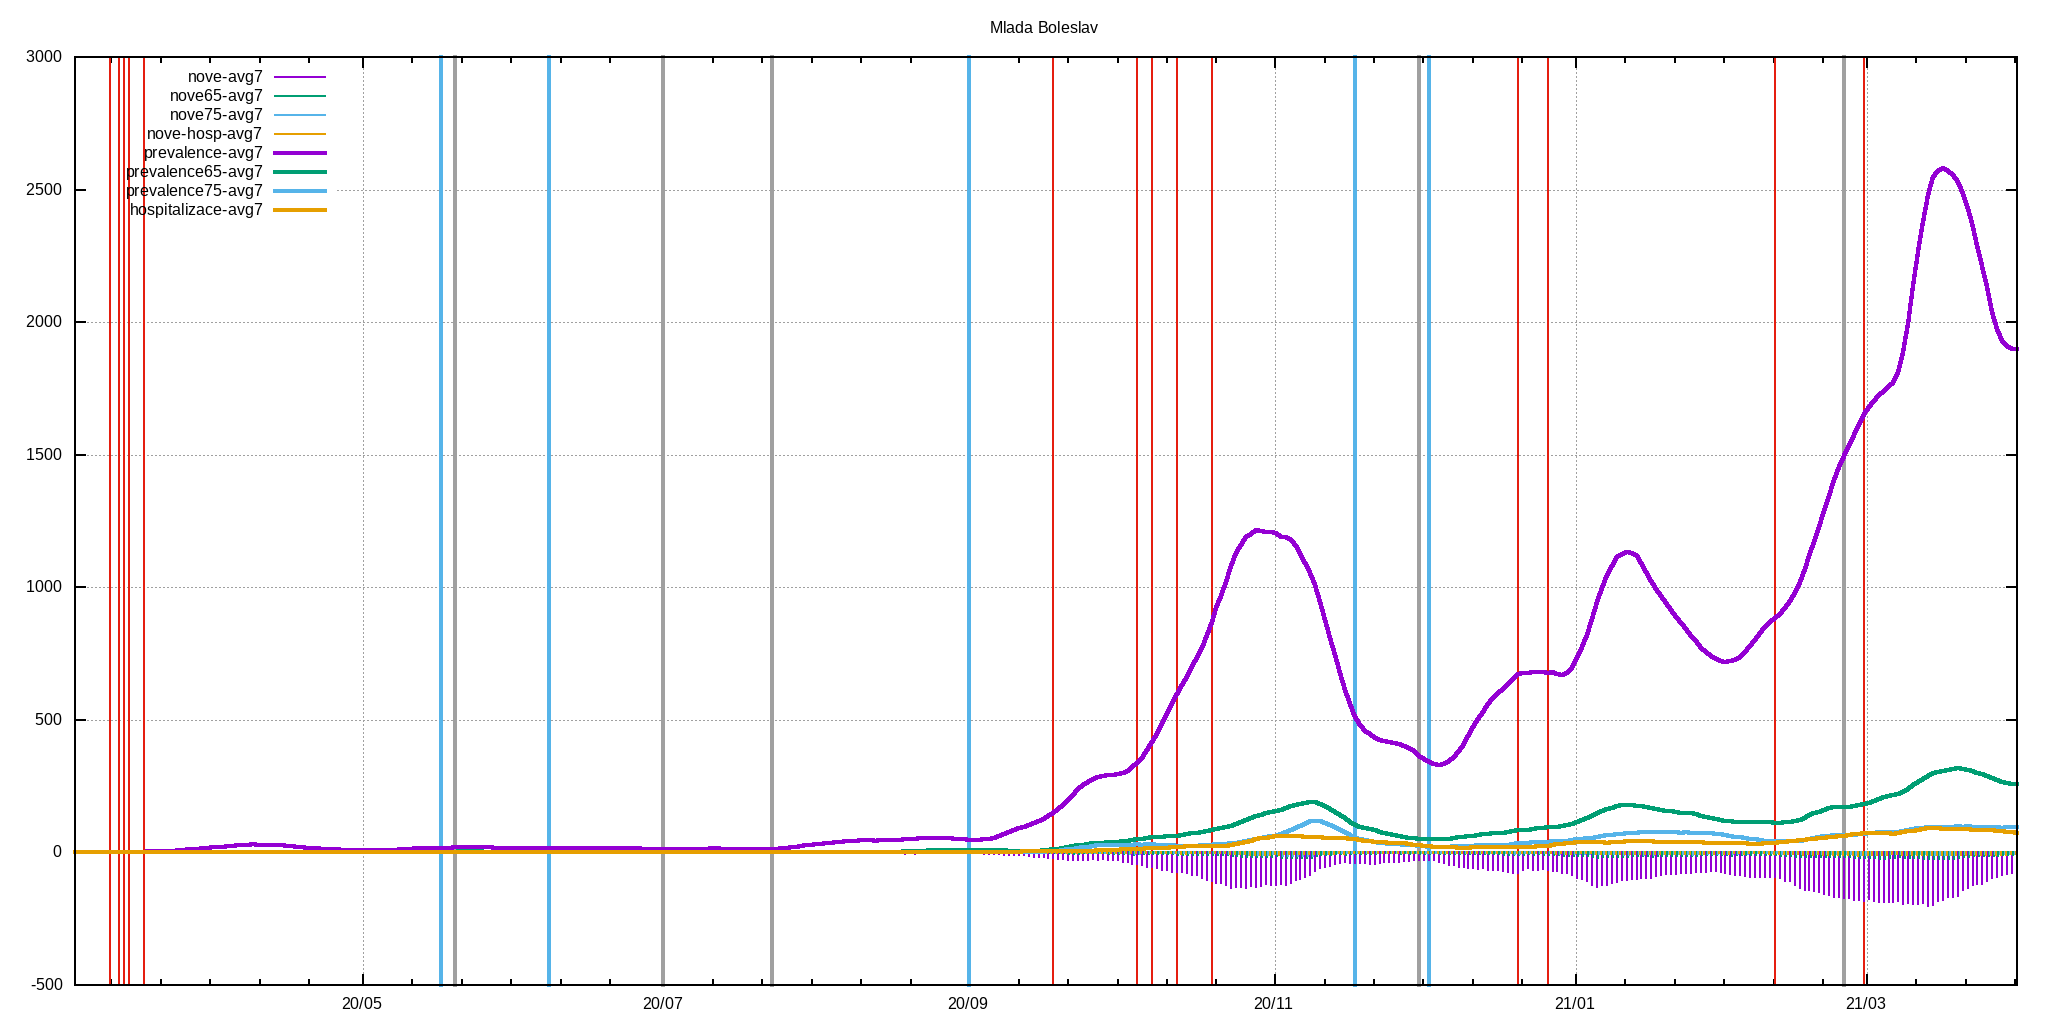 Mlada Boleslav
3000
2500
2000
1500
1000
500
0
-500
nove-avg7
nove65-avg7
nove75-avg7
nove-hosp-avg7
prevalence-avg7
prevalence65-avg7
prevalence75-avg7
hospitalizace-avg7
20/05 20/07 20/09 20/11 21/01 21/03